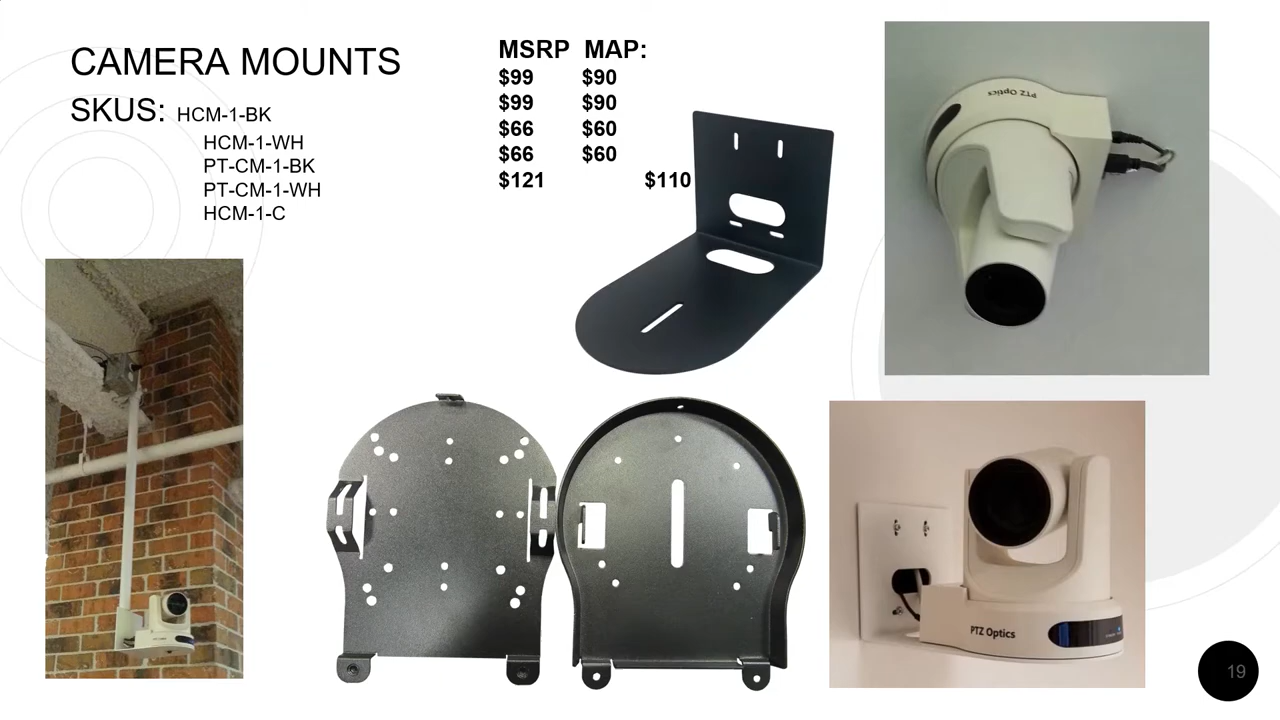 CAMERA MOUNTS
SKUS: HCM-1-BK
HCM-1-WH
PT-CM-1-BK
PT-CM-1-WH
HCM-1-C
MSRP MAP:
$99 $90
$99 $90
$66 $60
$66 $60
$121 $110
PTZ Optics
PTZ Optics
19